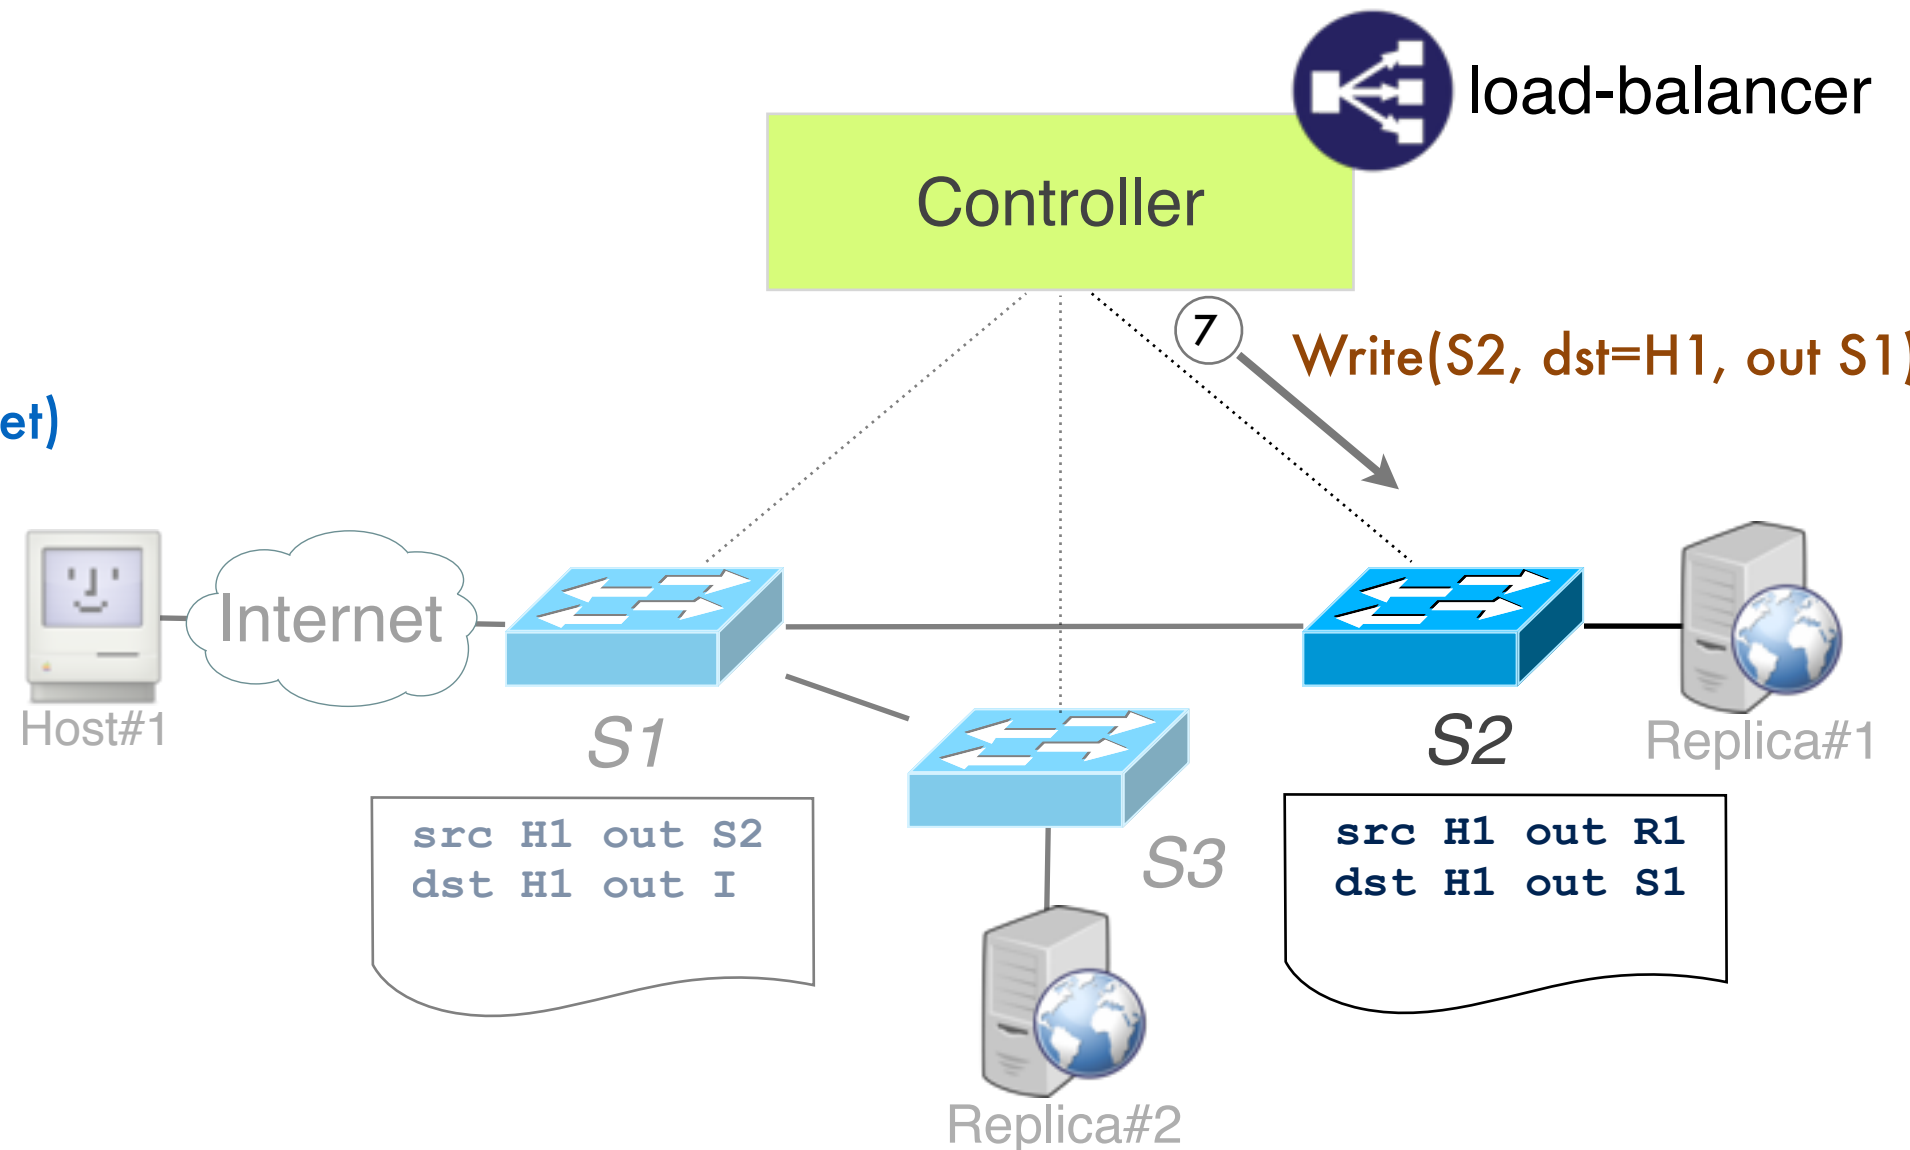 load-balancer
Controller
7
Write(S2, dst=H1, out S1)
et)
Internet
Host#1
S1
S2
Replica#1
src H1 out S2
dst H1 out I
S3
src H1 out R1
dst H1 out S1
Replica#2